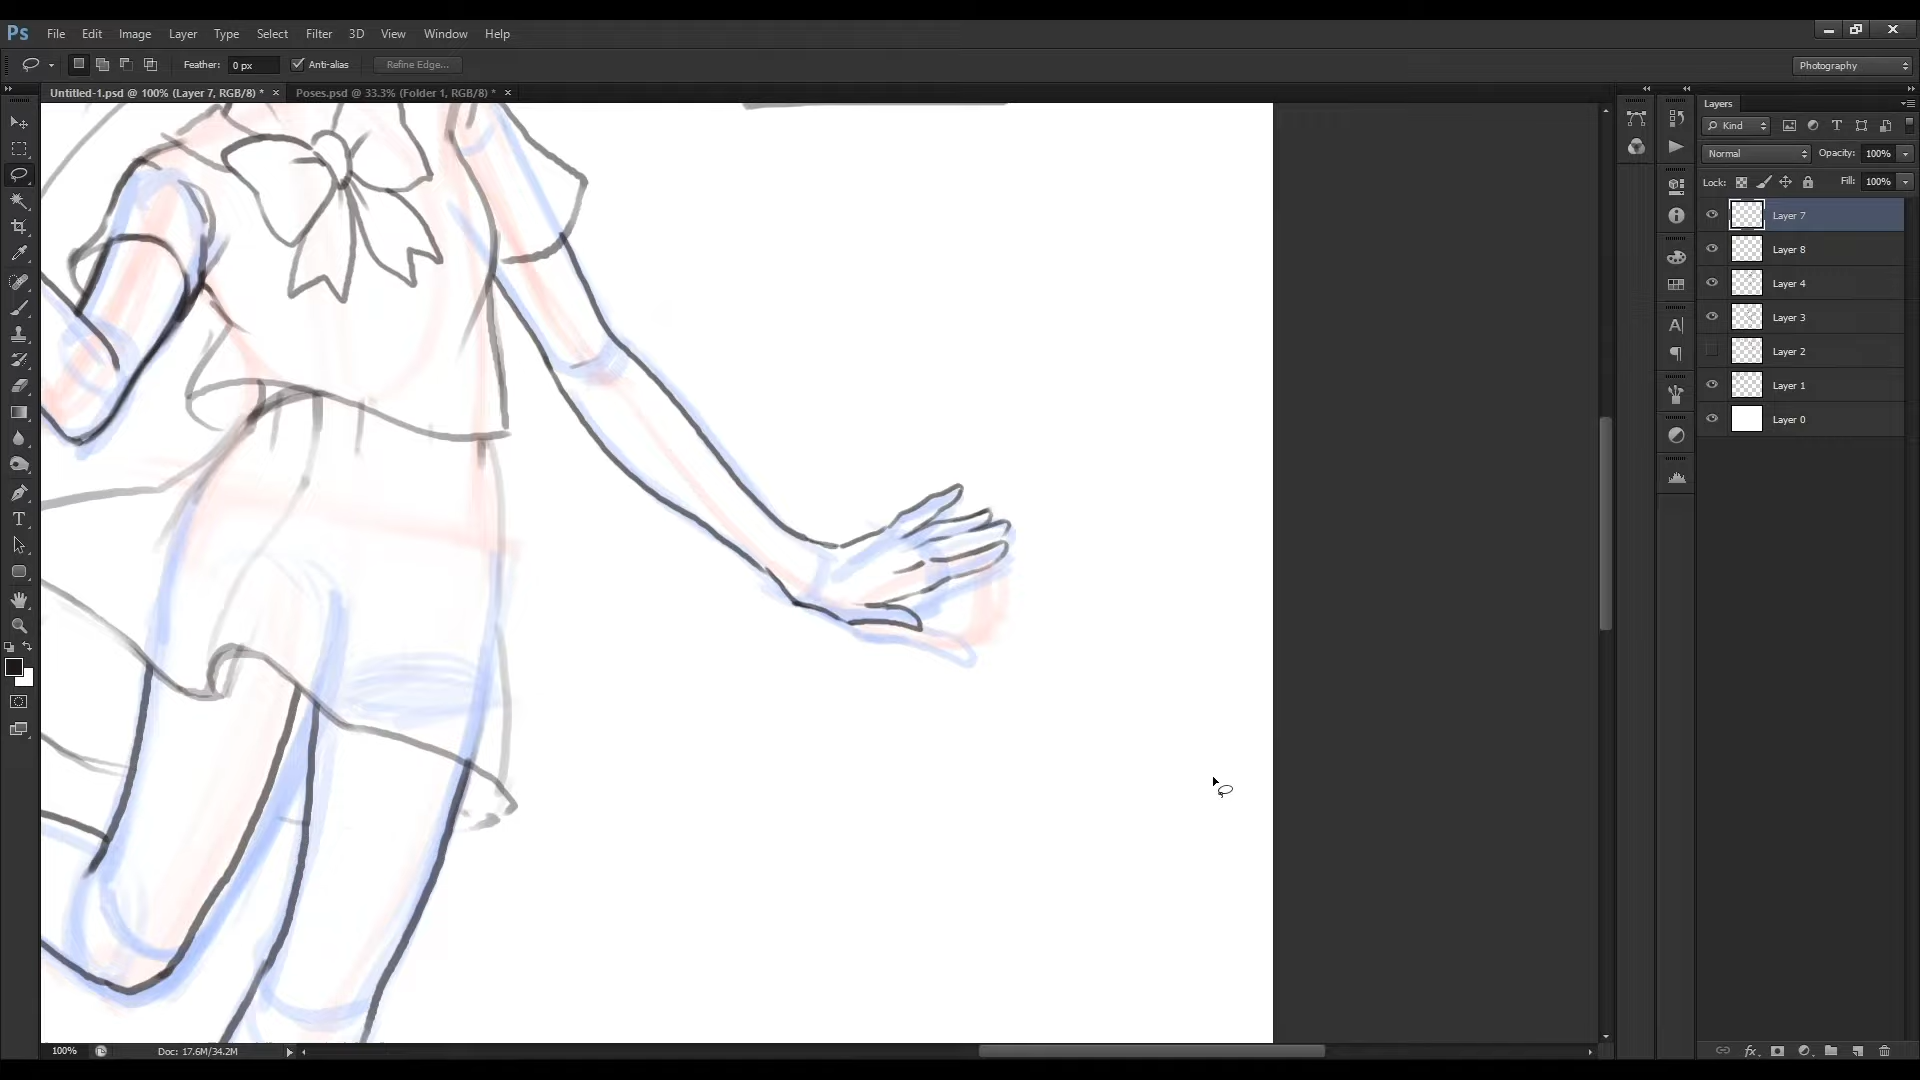 Ps File Edit Image Layer Type Select Filter 3D View Window Help
Feather: 0 px Anti-alias Refine Edge... Photography
Untitled-1.psd @ 100% (Layer 7, RGB/8) * × Poses.psd @ 33.3% (Folder 1, RGB/8) * ×
Layers
Kind
Normal Opacity: 100%
Lock: Fill: 100%
Layer 7
Layer 8
Layer 4
Layer 3
Layer 2
Layer 1
Layer 0
100% Doc: 17.6M/34.2M